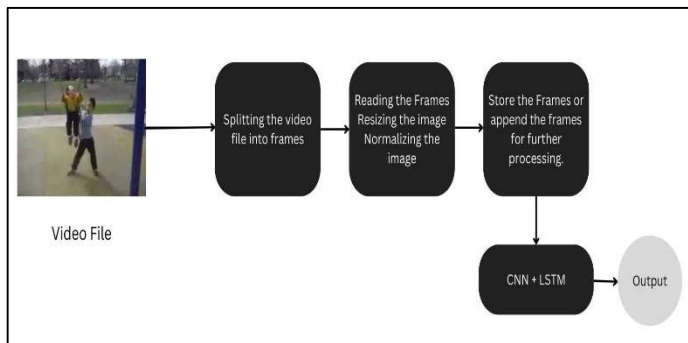 Video File
Splitting the video
file into frames
Reading the Frames
Resizing the image
Normalizing the
image
Store the Frames or
append the frames
for further
processing.
CNN + LSTM
Output